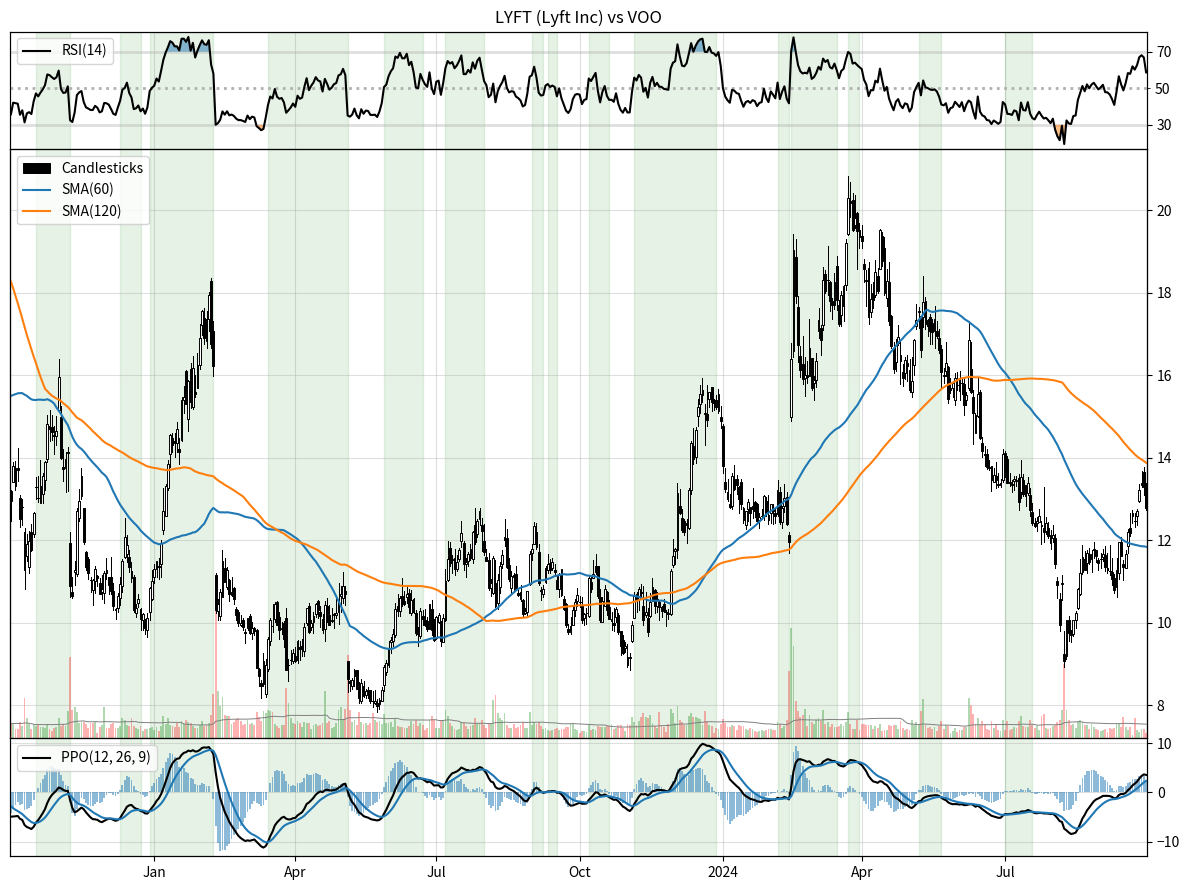 LYFT (Lyft Inc) vs VOO
RSI(14)
70
50
30
Candlesticks
SMA(60)
SMA(120)
20
18
16
14
12
10
8
PPO(12, 26, 9)
10
0
−10
Jan
Apr
Jul
Oct
2024
Apr
Jul